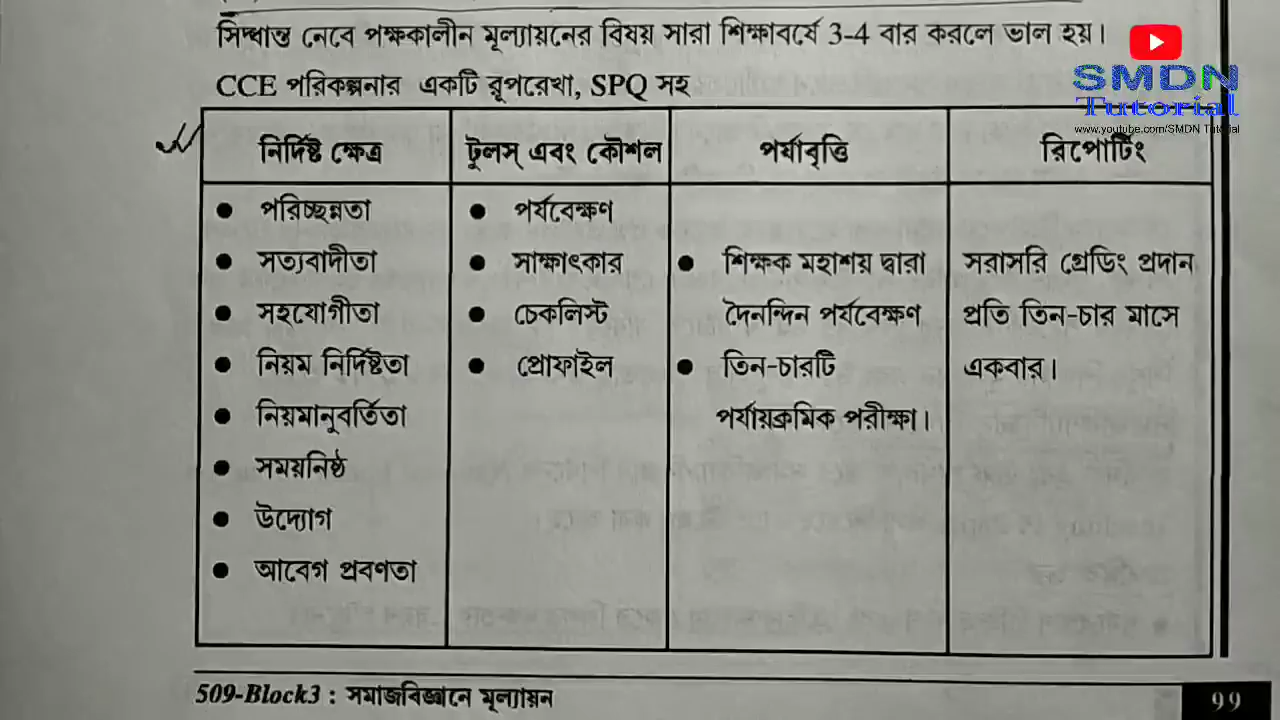 সিদ্ধান্ত নেবে পক্ষকালীন মূল্যায়নের বিষয় সারা শিক্ষাবর্ষে 3-4 বার করলে ভাল হয়।
CCE পরিকল্পনার একটি রূপরেখা, SPQ সহ
SMDN
Tutorial
www.youtube.com/SMDN Tutorial
নির্দিষ্ট ক্ষেত্র টুলস্ এবং কৌশল পর্যাবৃত্তি রিপোর্টিং
● পরিচ্ছন্নতা ● পর্যবেক্ষণ
● সত্যবাদীতা ● সাক্ষাৎকার ● শিক্ষক মহাশয় দ্বারা সরাসরি গ্রেডিং প্রদান
● সহযোগীতা ● চেকলিস্ট দৈনন্দিন পর্যবেক্ষণ প্রতি তিন-চার মাসে
● নিয়ম নির্দিষ্টতা ● প্রোফাইল ● তিন-চারটি একবার।
● নিয়মানুবর্তিতা পর্যায়ক্রমিক পরীক্ষা।
● সময়নিষ্ঠ
● উদ্যোগ
● আবেগ প্রবণতা
509-Block3 : সমাজবিজ্ঞানে মূল্যায়ন 99